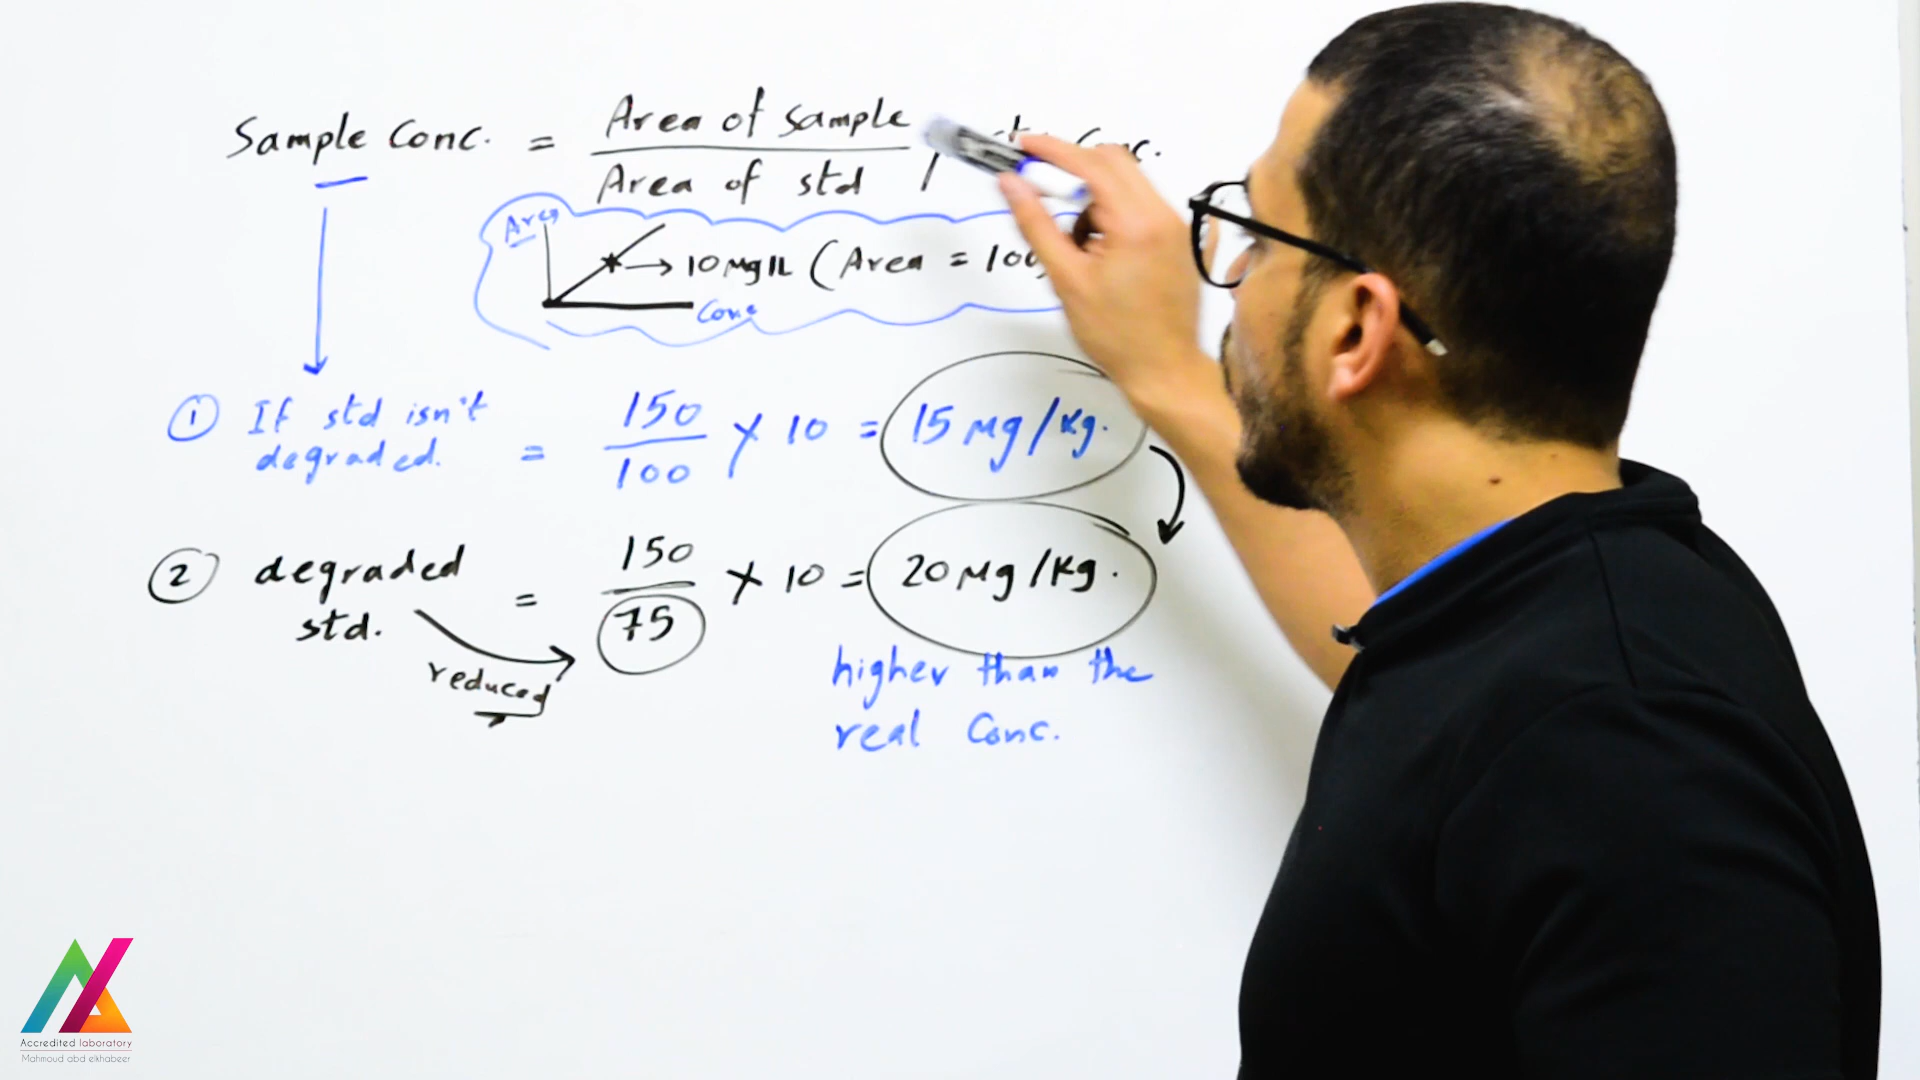 Sample Conc. = Area of Sample
Area of std
Area
10 Mg/L (Area = 100
Conc
① If std isn't degraded. = 150/100 × 10 = 15 Mg/Kg.
② degraded std. = 150/75 × 10 = 20 Mg/Kg.
reduced
higher than the
real Conc.
Accredited laboratory
Mahmoud abd elkhabeer